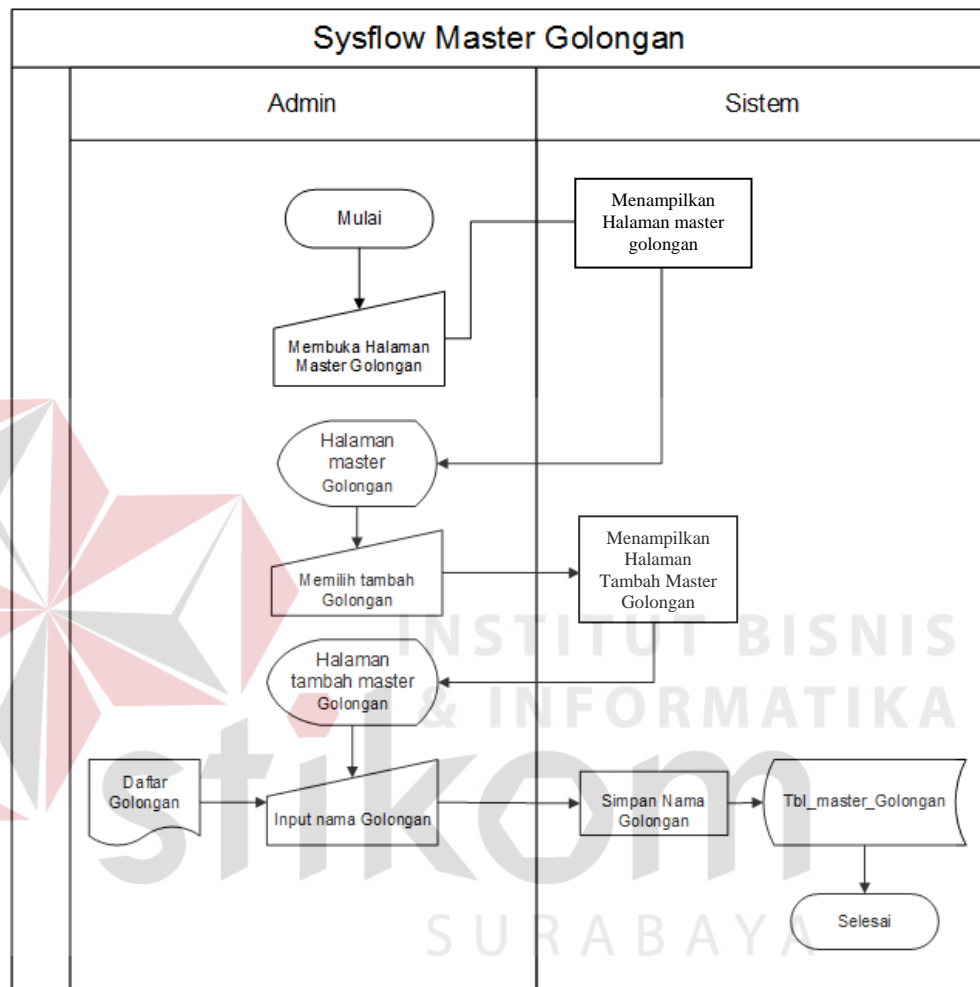 Sysflow Master Golongan
Admin
Sistem
Mulai
Menampilkan
Halaman master
golongan
Membuka Halaman
Master Golongan
Halaman
master
Golongan
Memilih tambah
Golongan
Menampilkan
Halaman
Tambah Master
Golongan
Halaman
tambah master
Golongan
Daftar
Golongan
Input nama Golongan
Simpan Nama
Golongan
Tbl_master_Golongan
Selesai
INSTITUT BISNIS
& INFORMATIKA
stikom
SURABAYA